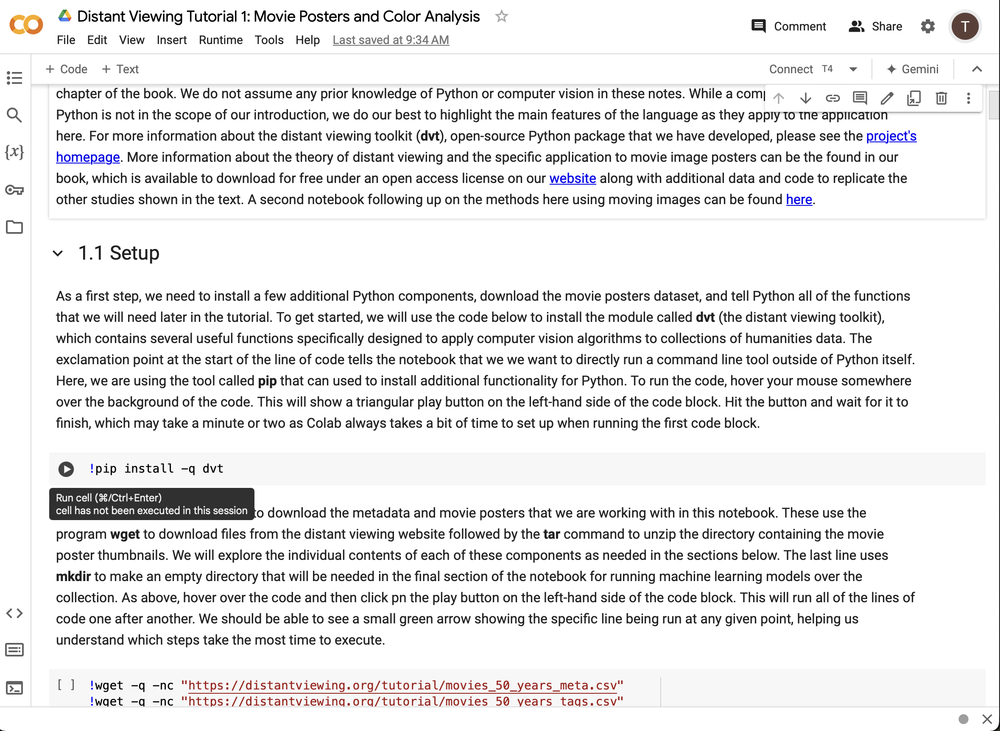 Distant Viewing Tutorial 1: Movie Posters and Color Analysis
File Edit View Insert Runtime Tools Help Last saved at 9:34 AM
Comment Share T
+ Code + Text
Connect T4 Gemini
chapter of the book. We do not assume any prior knowledge of Python or computer vision in these notes. While a
Python is not in the scope of our introduction, we do our best to highlight the main features of the language as they apply to the application
here. For more information about the distant viewing toolkit (dvt), open-source Python package that we have developed, please see the project's
homepage. More information about the theory of distant viewing and the specific application to movie image posters can be the found in our
book, which is available to download for free under an open access license on our website along with additional data and code to replicate the
other studies shown in the text. A second notebook following up on the methods here using moving images can be found here.
{x}
1.1 Setup
As a first step, we need to install a few additional Python components, download the movie posters dataset, and tell Python all of the functions
that we will need later in the tutorial. To get started, we will use the code below to install the module called dvt (the distant viewing toolkit),
which contains several useful functions specifically designed to apply computer vision algorithms to collections of humanities data. The
exclamation point at the start of the line of code tells the notebook that we we want to directly run a command line tool outside of Python itself.
Here, we are using the tool called pip that can used to install additional functionality for Python. To run the code, hover your mouse somewhere
over the background of the code. This will show a triangular play button on the left-hand side of the code block. Hit the button and wait for it to
finish, which may take a minute or two as Colab always takes a bit of time to set up when running the first code block.
!pip install -q dvt
Run cell (⌘/Ctrl+Enter)
cell has not been executed in this session
to download the metadata and movie posters that we are working with in this notebook. These use the
program wget to download files from the distant viewing website followed by the tar command to unzip the directory containing the movie
poster thumbnails. We will explore the individual contents of each of these components as needed in the sections below. The last line uses
mkdir to make an empty directory that will be needed in the final section of the notebook for running machine learning models over the
collection. As above, hover over the code and then click pn the play button on the left-hand side of the code block. This will run all of the lines of
code one after another. We should be able to see a small green arrow showing the specific line being run at any given point, helping us
understand which steps take the most time to execute.
[ ] !wget -q -nc "https://distantviewing.org/tutorial/movies_50_years_meta.csv"
!wget -q -nc "https://distantviewing.org/tutorial/movies_50_years_tags.csv"